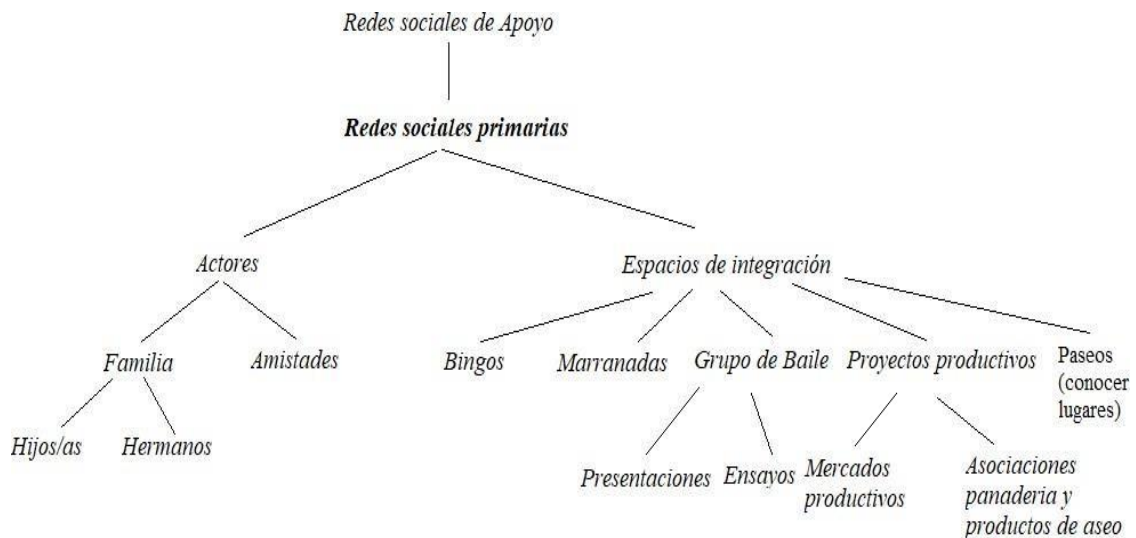 Redes sociales de Apoyo
Redes sociales primarias
Actores
Espacios de integración
Familia
Amistades
Bingos
Marranadas
Grupo de Baile
Proyectos productivos
Paseos
(conocer
lugares)
Hijos/as
Hermanos
Presentaciones
Ensayos
Mercados
productivos
Asociaciones
panaderia y
productos de aseo